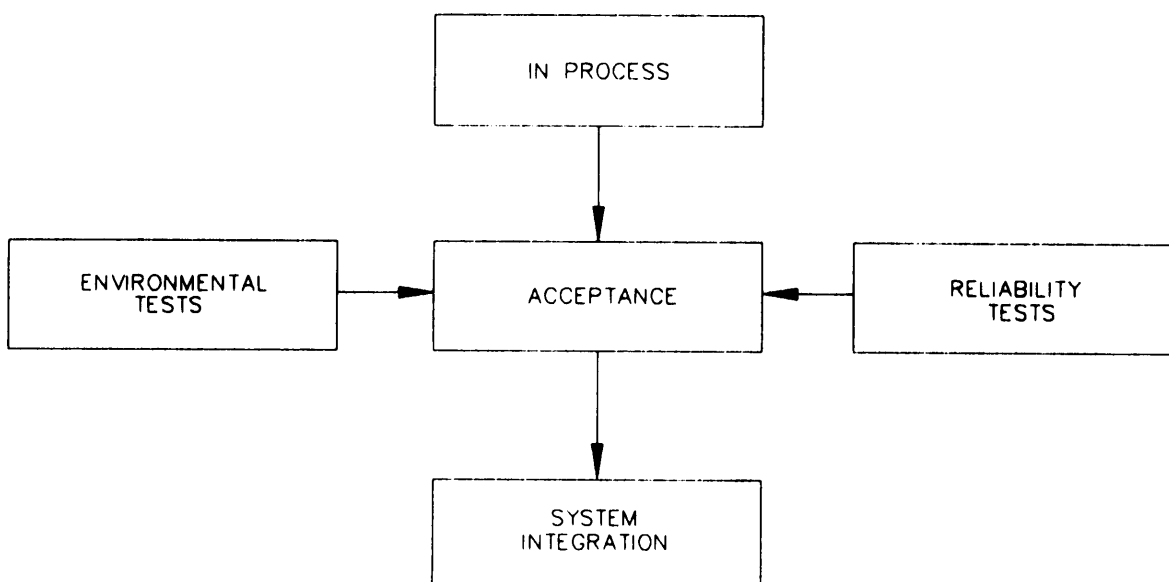 IN PROCESS
ENVIRONMENTAL
TESTS
ACCEPTANCE
RELIABILITY
TESTS
SYSTEM
INTEGRATION